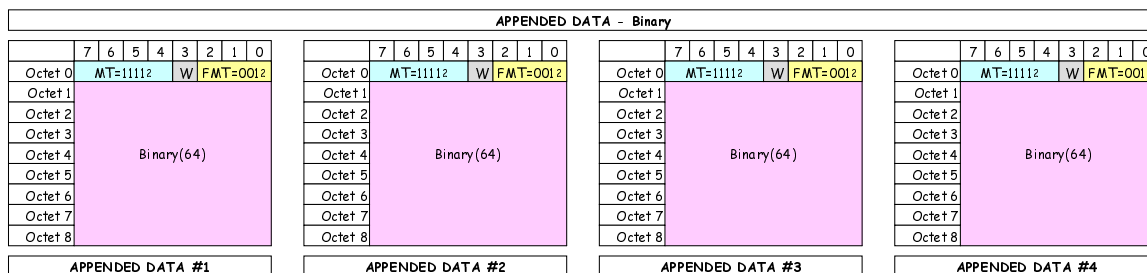 APPENDED DATA - Binary
7 6 5 4 3 2 1 0 7 6 5 4 3 2 1 0 7 6 5 4 3 2 1 0 7 6 5 4 3 2 1 0
Octet 0 MT=11112 W FMT=0012 Octet 0 MT=11112 W FMT=0012 Octet 0 MT=11112 W FMT=0012 Octet 0 MT=11112 W FMT=001
Octet 1 Octet 1 Octet 1 Octet 1
Octet 2 Octet 2 Octet 2 Octet 2
Octet 3 Octet 3 Octet 3 Octet 3
Octet 4 Binary(64) Octet 4 Binary(64) Octet 4 Binary(64) Octet 4 Binary(64)
Octet 5 Octet 5 Octet 5 Octet 5
Octet 6 Octet 6 Octet 6 Octet 6
Octet 7 Octet 7 Octet 7 Octet 7
Octet 8 Octet 8 Octet 8 Octet 8
APPENDED DATA #1 APPENDED DATA #2 APPENDED DATA #3 APPENDED DATA #4